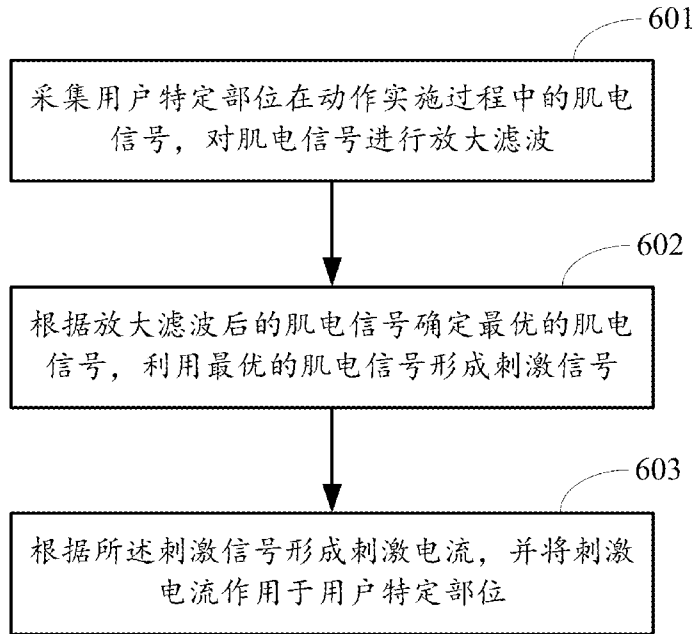 601
采集用户特定部位在动作实施过程中的肌电
信号，对肌电信号进行放大滤波
602
根据放大滤波后的肌电信号确定最优的肌电
信号，利用最优的肌电信号形成刺激信号
603
根据所述刺激信号形成刺激电流，并将刺激
电流作用于用户特定部位